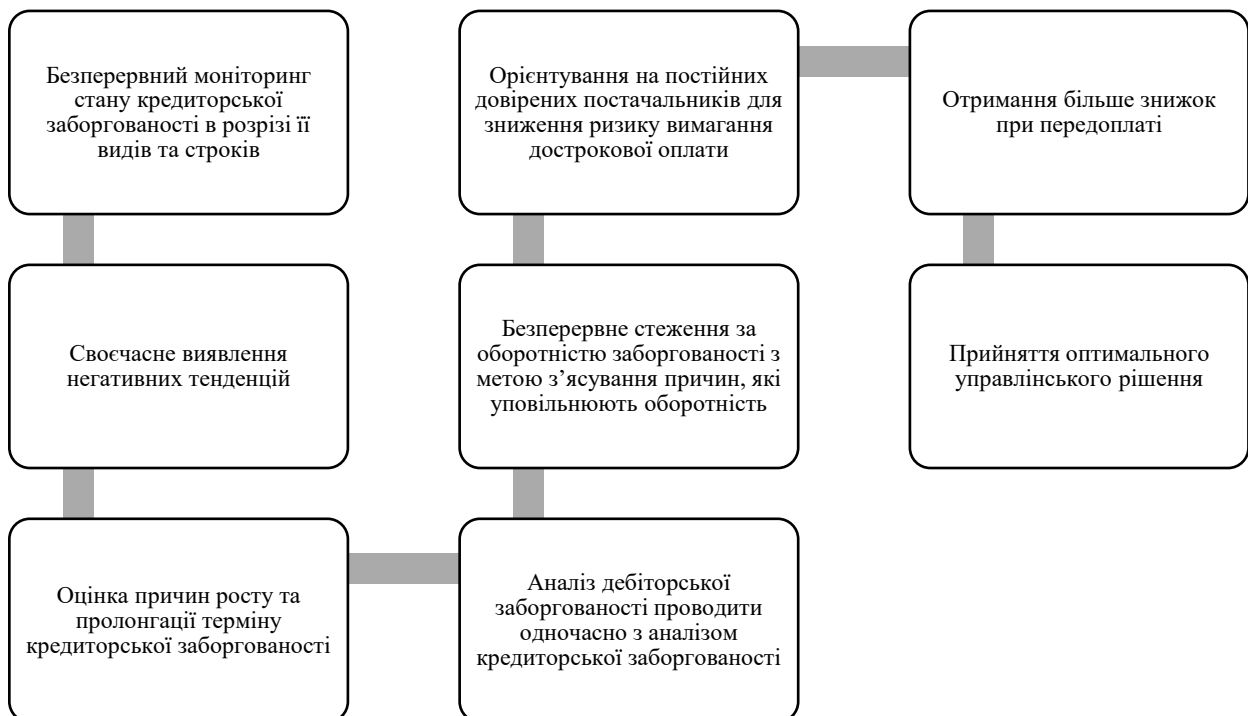 Безперервний моніторинг
стану кредиторської
заборгованості в розрізі її
видів та строків
Своєчасне виявлення
негативних тенденцій
Оцінка причин росту та
пролонгації терміну
кредиторської заборгованості
Аналіз дебіторської
заборгованості проводити
одночасно з аналізом
кредиторської заборгованості
Безперервне стеження за
оборотністю заборгованості з
метою з’ясування причин, які
уповільнюють оборотність
Орієнтування на постійних
довірених постачальників для
зниження ризику вимагання
дострокової оплати
Отримання більше знижок
при передоплаті
Прийняття оптимального
управлінського рішення